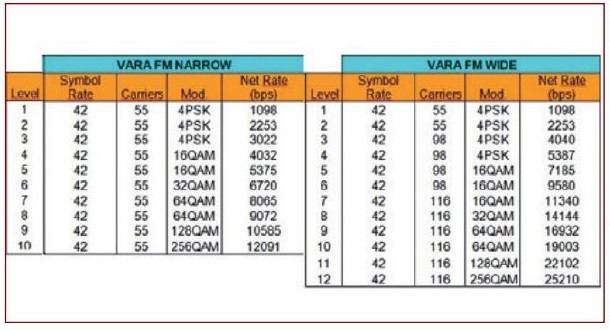 VARA FM NARROW VARA FM WIDE
Level Symbol Rate Carriers Mod. Net Rate (bps) Level Symbol Rate Carriers Mod. Net Rate (bps)
1 42 55 4PSK 1098 1 42 55 4PSK 1098
2 42 55 4PSK 2253 2 42 55 4PSK 2253
3 42 55 4PSK 3022 3 42 98 4PSK 4040
4 42 55 16QAM 4032 4 42 98 4PSK 5387
5 42 55 16QAM 5375 5 42 98 16QAM 7185
6 42 55 32QAM 6720 6 42 98 16QAM 9580
7 42 55 64QAM 8065 7 42 116 16QAM 11340
8 42 55 64QAM 9072 8 42 116 32QAM 14144
9 42 55 128QAM 10585 9 42 116 64QAM 16932
10 42 55 256QAM 12091 10 42 116 64QAM 19003
11 42 116 128QAM 22102
12 42 116 256QAM 25210